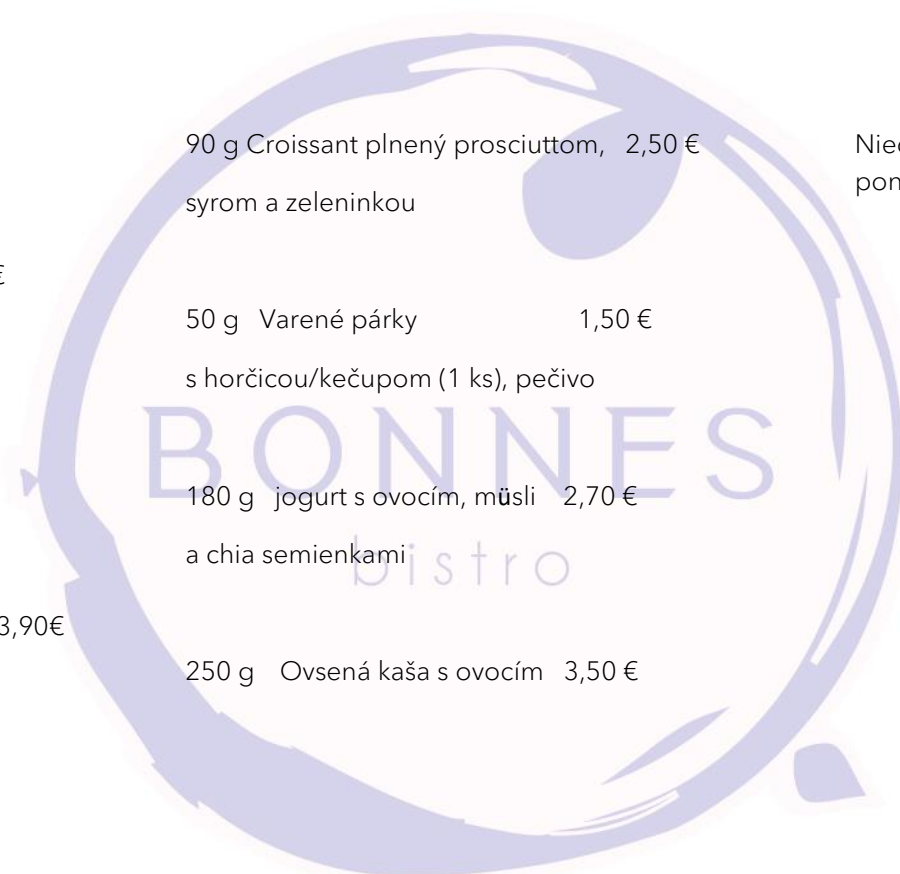 90 g Croissant plnený prosciuttom, 2,50 €
syrom a zeleninkou
€
50 g Varené párky 1,50 €
s horčicou/kečupom (1 ks), pečivo
BONNES
180 g jogurt s ovocím, müsli 2,70 €
a chia semienkami
bistro
3,90€
250 g Ovsená kaša s ovocím 3,50 €